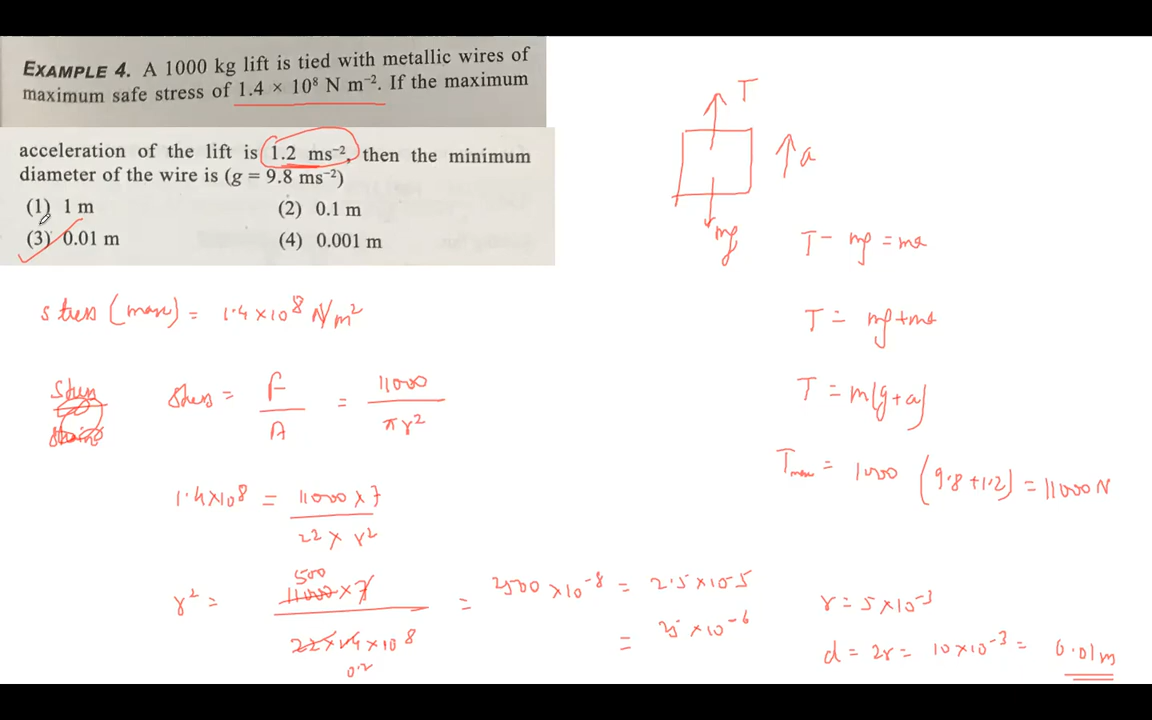 EXAMPLE 4. A 1000 kg lift is tied with metallic wires of
maximum safe stress of 1.4 × 10⁸ N m⁻². If the maximum
acceleration of the lift is 1.2 ms⁻², then the minimum
diameter of the wire is (g = 9.8 ms⁻²)
(1) 1 m (2) 0.1 m
(3) 0.01 m (4) 0.001 m
stress (max) = 1.4×10⁸ N/m²
stress = F/A = 11000/πr²
1.4×10⁸ = 11000×7/22×r²
r² = 11000×7/22×1.4×10⁸ = 2500×10⁻⁸ = 2.5×10⁻⁵
500
0.2
= 25×10⁻⁶
T
a
mg
T - mg = ma
T = mg+ma
T = m(g+a)
Tmax = 1000 (9.8+1.2) = 11000N
r = 5×10⁻³
d = 2r = 10×10⁻³ = 0.01m